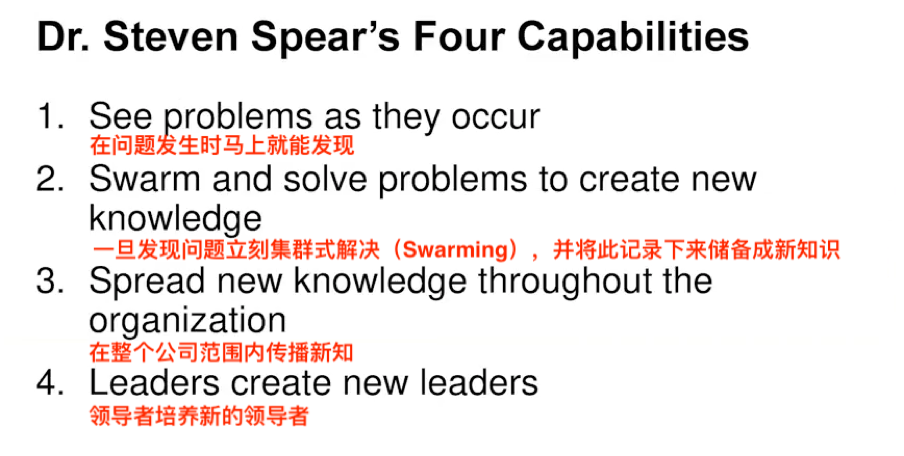 Dr. Steven Spear's Four Capabilities
1. See problems as they occur
在问题发生时马上就能发现
2. Swarm and solve problems to create new
knowledge
一旦发现问题立刻集群式解决（Swarming），并将此记录下来储备成新知识
3. Spread new knowledge throughout the
organization
在整个公司范围内传播新知
4. Leaders create new leaders
领导者培养新的领导者